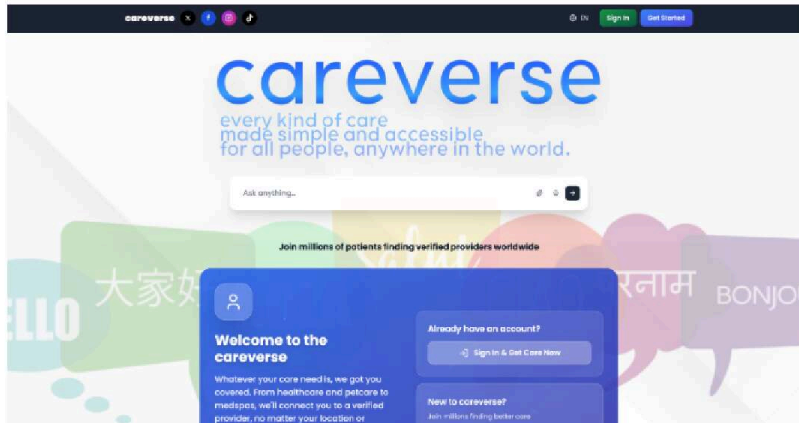 careverse
EN
Sign In
Get Started
careverse
every kind of care
made simple and accessible
for all people, anywhere in the world.
Ask anything...
Join millions of patients finding verified providers worldwide
大家好
Salut
BONJO
Welcome to the
careverse
Whatever your care need is, we got you
covered. From healthcare and petcare to
medspas, we'll connect you to a verified
provider, no matter your location or
Already have an account?
Sign In & Get Care Now
New to careverse?
Join millions finding better care